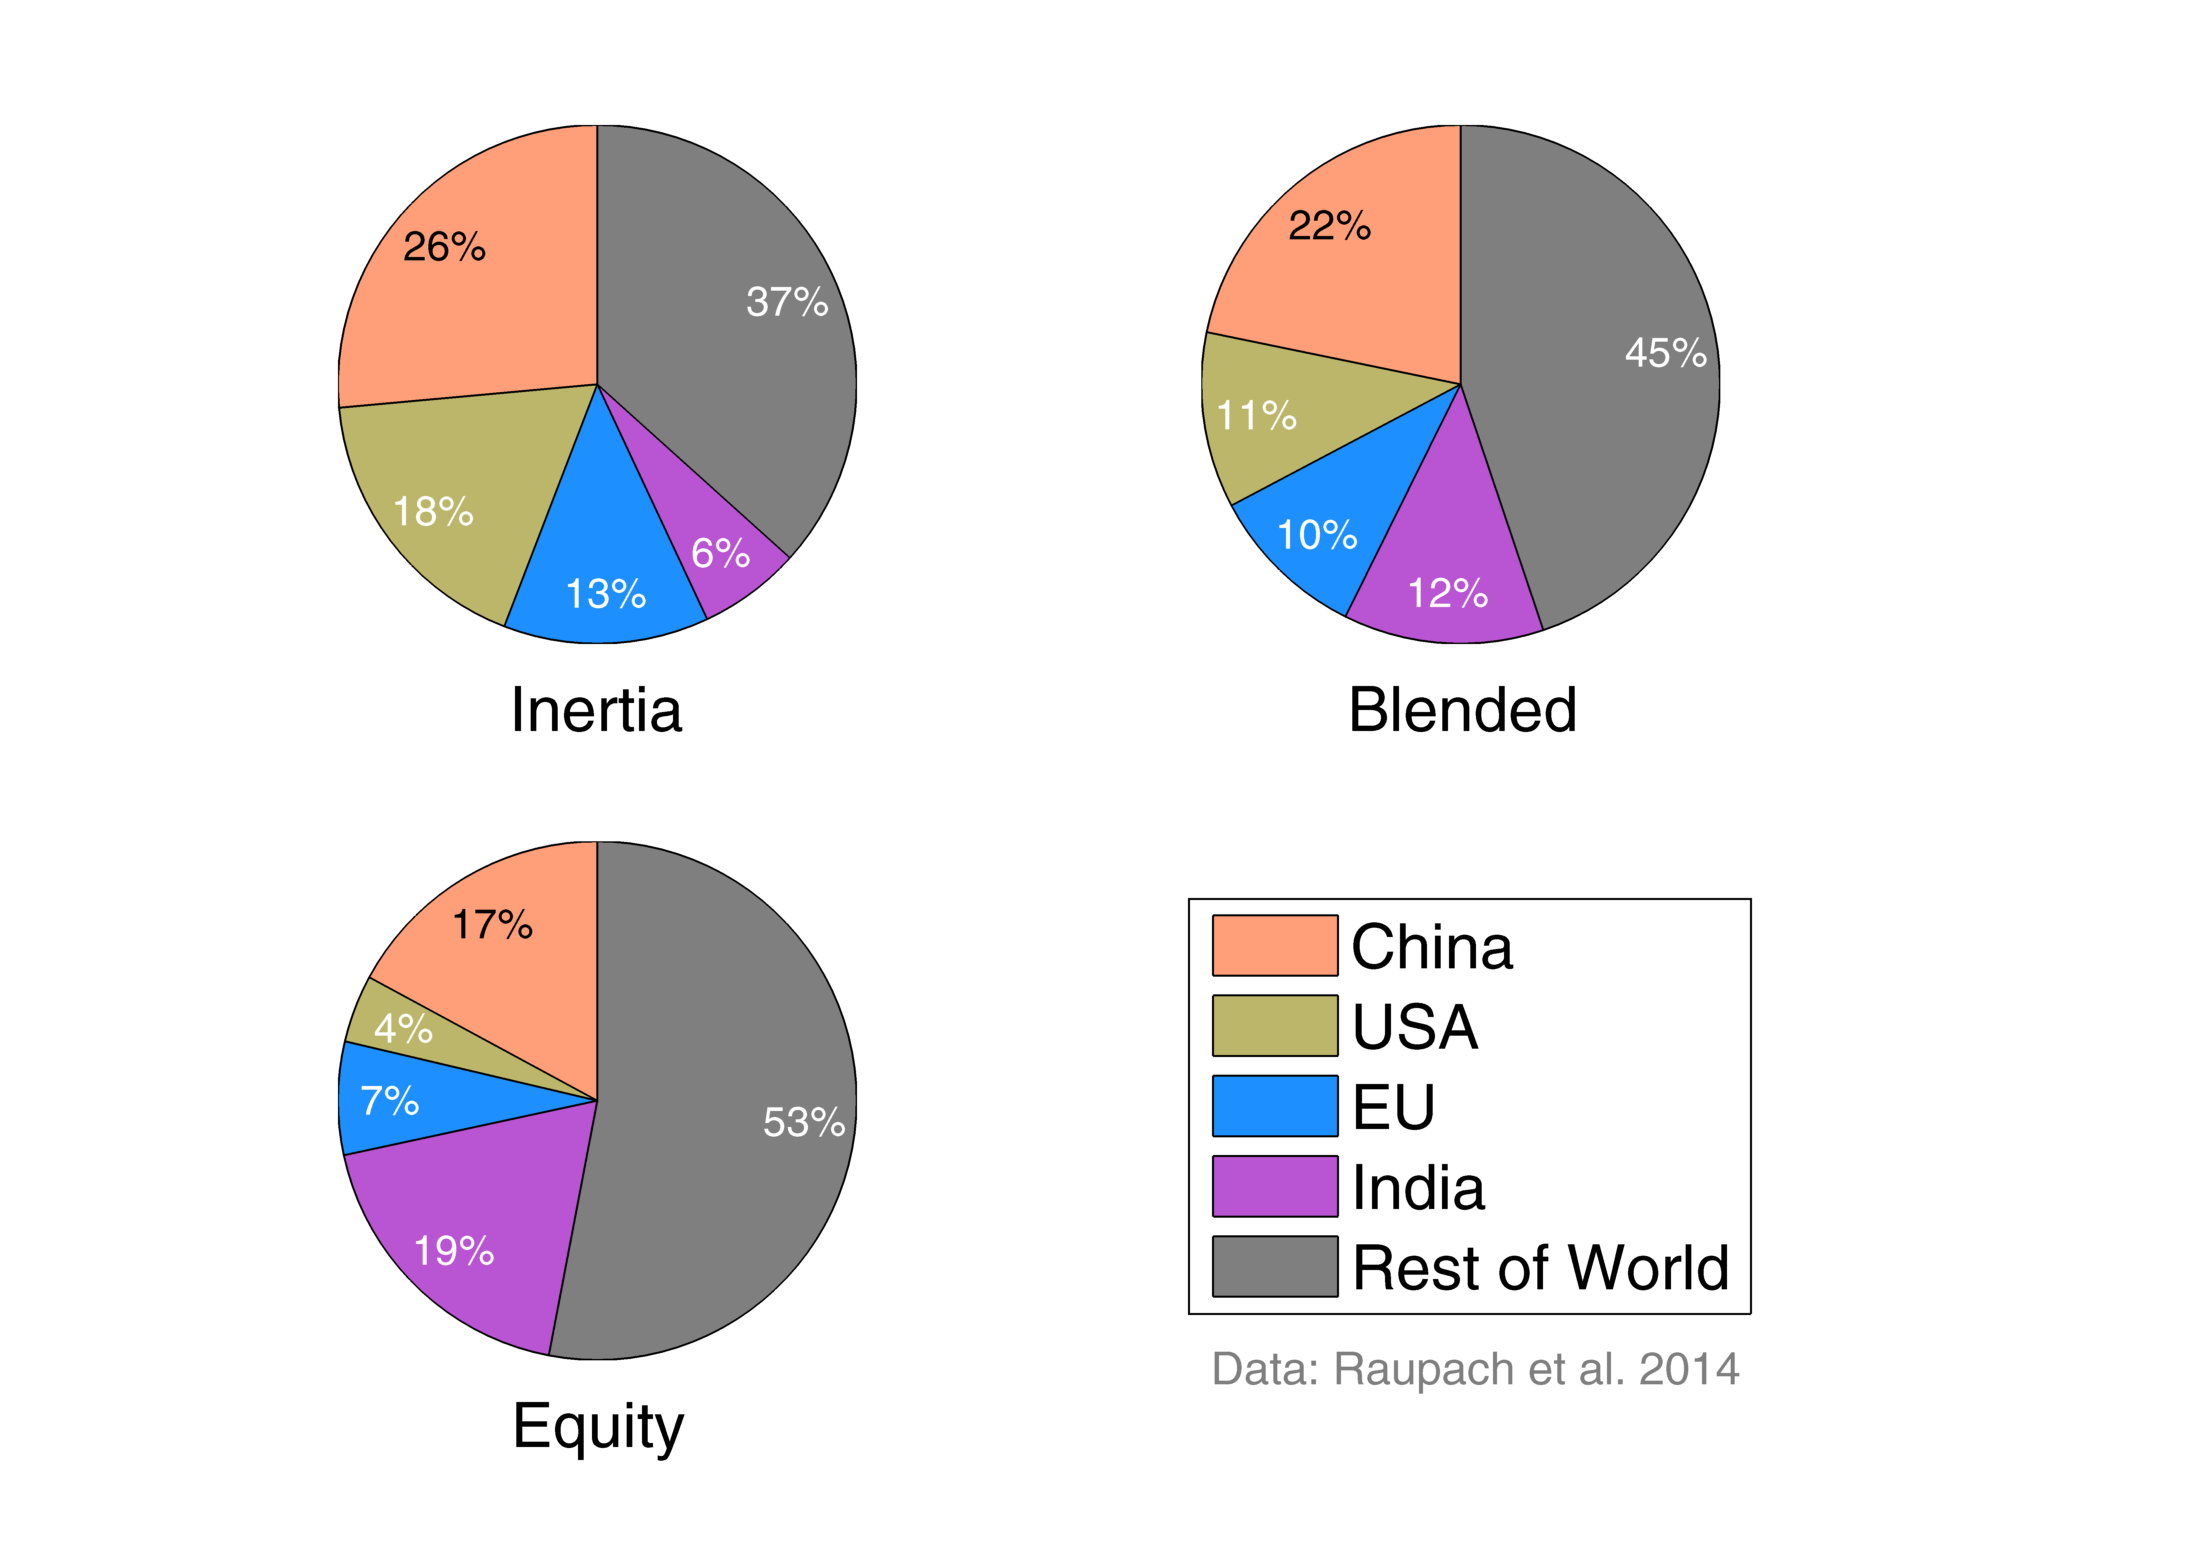 26%
37%
18%
6%
13%
Inertia
22%
45%
11%
10%
12%
Blended
17%
4%
7%
53%
19%
Equity
China
USA
EU
India
Rest of World
Data: Raupach et al. 2014